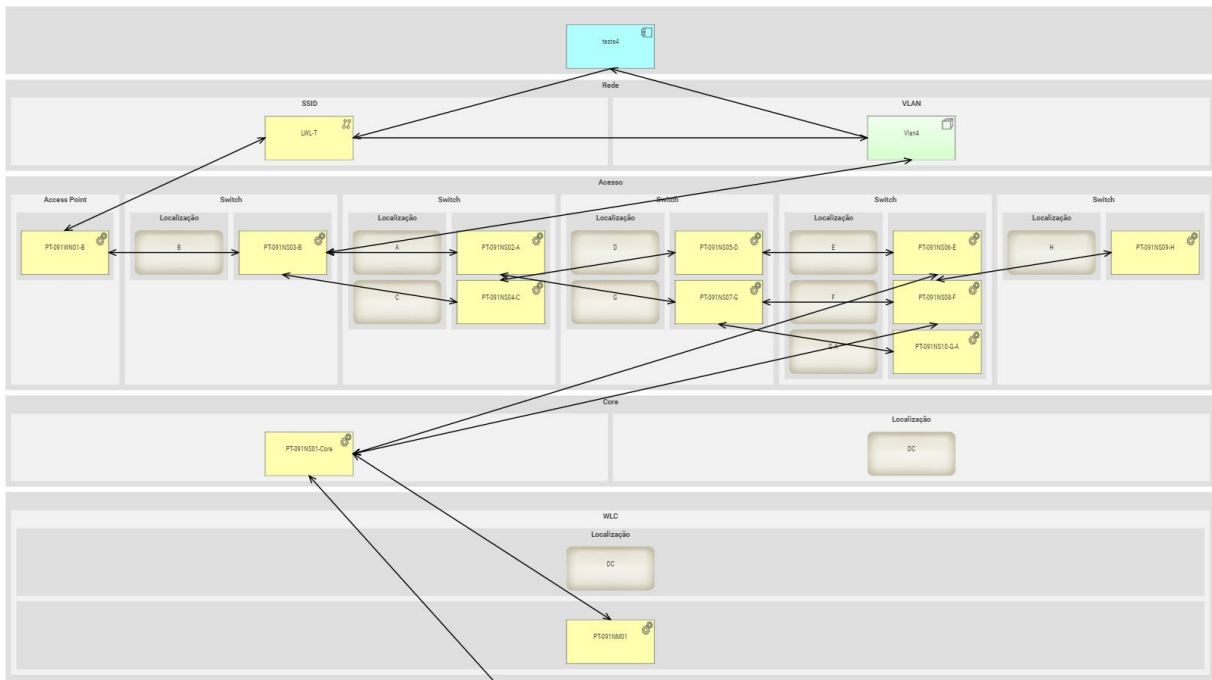 teste4
Rede
SSID
VLAN
LWL-T
Vlan4
Acesso
Access Point
Switch
Switch
Switch
Switch
Switch
Localização
Localização
Localização
Localização
Localização
PT-091WN01-B
B
PT-091NS03-B
A
PT-091NS02-A
D
PT-091NS05-D
E
PT-091NS06-E
H
PT-091NS09-H
C
PT-091NS04-C
G
PT-091NS07-G
F
PT-091NS08-F
G-A
PT-091NS10-G-A
Core
Localização
PT-091NS01-Core
DC
WLC
Localização
DC
PT-091NM01